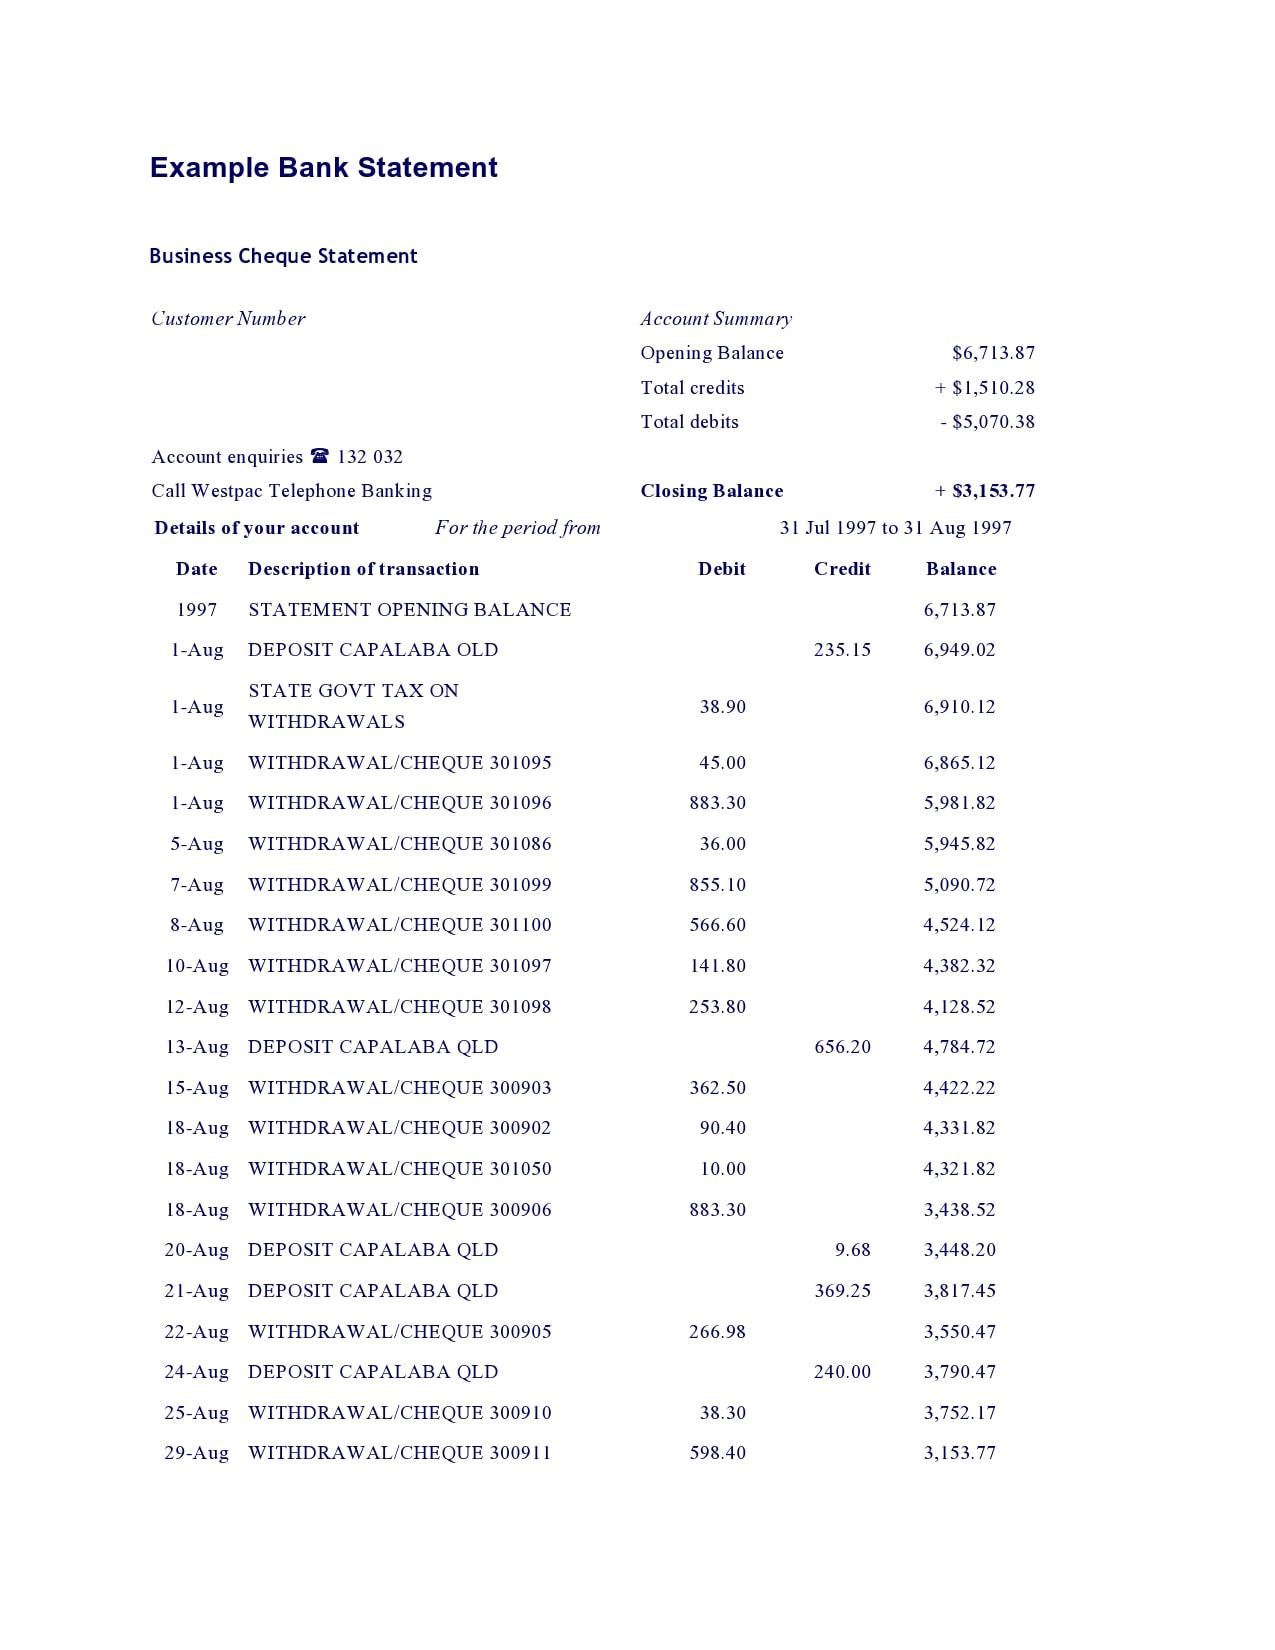 Example Bank Statement
Business Cheque Statement
Customer Number Account Summary
Opening Balance $6,713.87
Total credits + $1,510.28
Total debits - $5,070.38
Account enquiries ☎ 132 032
Call Westpac Telephone Banking Closing Balance + $3,153.77
Details of your account For the period from 31 Jul 1997 to 31 Aug 1997
Date Description of transaction Debit Credit Balance
1997 STATEMENT OPENING BALANCE 6,713.87
1-Aug DEPOSIT CAPALABA OLD 235.15 6,949.02
1-Aug STATE GOVT TAX ON
WITHDRAWALS 38.90 6,910.12
1-Aug WITHDRAWAL/CHEQUE 301095 45.00 6,865.12
1-Aug WITHDRAWAL/CHEQUE 301096 883.30 5,981.82
5-Aug WITHDRAWAL/CHEQUE 301086 36.00 5,945.82
7-Aug WITHDRAWAL/CHEQUE 301099 855.10 5,090.72
8-Aug WITHDRAWAL/CHEQUE 301100 566.60 4,524.12
10-Aug WITHDRAWAL/CHEQUE 301097 141.80 4,382.32
12-Aug WITHDRAWAL/CHEQUE 301098 253.80 4,128.52
13-Aug DEPOSIT CAPALABA QLD 656.20 4,784.72
15-Aug WITHDRAWAL/CHEQUE 300903 362.50 4,422.22
18-Aug WITHDRAWAL/CHEQUE 300902 90.40 4,331.82
18-Aug WITHDRAWAL/CHEQUE 301050 10.00 4,321.82
18-Aug WITHDRAWAL/CHEQUE 300906 883.30 3,438.52
20-Aug DEPOSIT CAPALABA QLD 9.68 3,448.20
21-Aug DEPOSIT CAPALABA QLD 369.25 3,817.45
22-Aug WITHDRAWAL/CHEQUE 300905 266.98 3,550.47
24-Aug DEPOSIT CAPALABA QLD 240.00 3,790.47
25-Aug WITHDRAWAL/CHEQUE 300910 38.30 3,752.17
29-Aug WITHDRAWAL/CHEQUE 300911 598.40 3,153.77